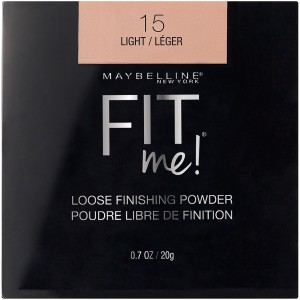 15
LIGHT / LÉGER
MAYBELLINE®
NEW YORK
FIT
me!®
LOOSE FINISHING POWDER
POUDRE LIBRE DE FINITION
0.7 OZ / 20g